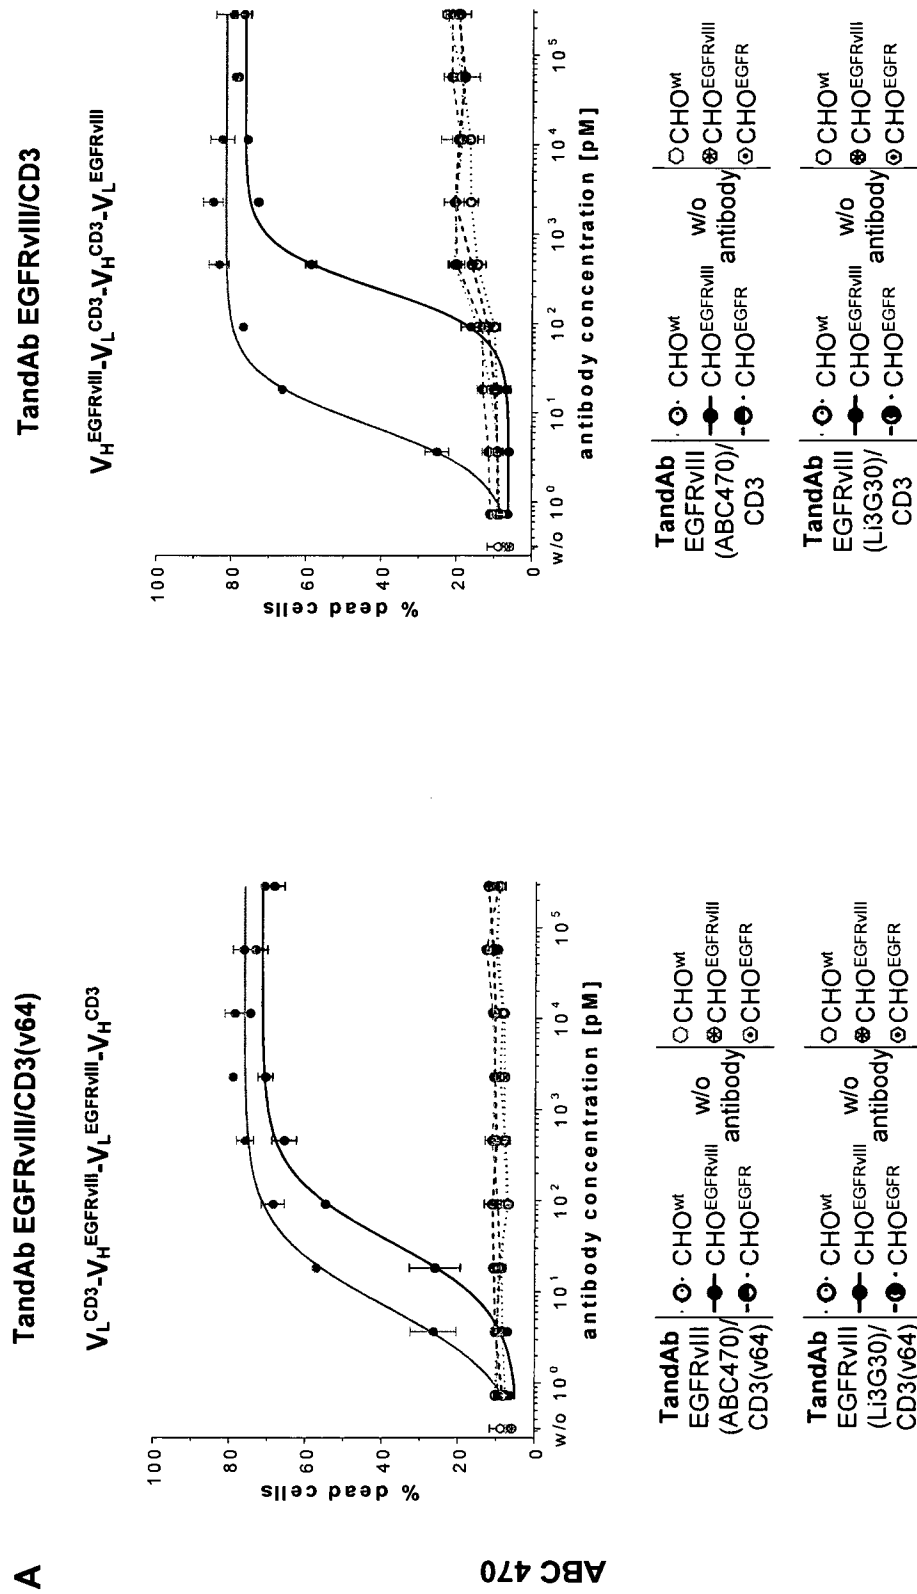 A
ABC 470
TandAb EGFRvIII/CD3(v64)
V_L^CD3-V_H^EGFRvIII-V_L^EGFRvIII-V_H^CD3
100
80
60
40
20
0
% dead cells
w/o 10^0 10^1 10^2 10^3 10^4 10^5
antibody concentration [pM]
TandAb
EGFRvIII
(ABC470)/
CD3(v64)
CHO^wt
CHO^EGFRvIII
CHO^EGFR
w/o
antibody
CHO^wt
CHO^EGFRvIII
CHO^EGFR
TandAb
EGFRvIII
(Li3G30)/
CD3(v64)
CHO^wt
CHO^EGFRvIII
CHO^EGFR
w/o
antibody
CHO^wt
CHO^EGFRvIII
CHO^EGFR
TandAb EGFRvIII/CD3
V_H^EGFRvIII-V_L^CD3-V_H^CD3-V_L^EGFRvIII
100
80
60
40
20
0
% dead cells
w/o 10^0 10^1 10^2 10^3 10^4 10^5
antibody concentration [pM]
TandAb
EGFRvIII
(ABC470)/
CD3
CHO^wt
CHO^EGFRvIII
CHO^EGFR
w/o
antibody
CHO^wt
CHO^EGFRvIII
CHO^EGFR
TandAb
EGFRvIII
(Li3G30)/
CD3
CHO^wt
CHO^EGFRvIII
CHO^EGFR
w/o
antibody
CHO^wt
CHO^EGFRvIII
CHO^EGFR